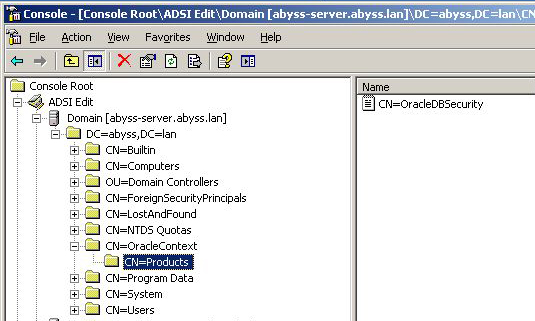 Console - [Console Root\ADSI Edit\Domain [abyss-server.abyss.lan]\DC=abyss,DC=lan\CN
File Action View Favorites Window Help
Console Root
ADSI Edit
Domain [abyss-server.abyss.lan]
DC=abyss,DC=lan
CN=Builtin
CN=Computers
OU=Domain Controllers
CN=ForeignSecurityPrincipals
CN=LostAndFound
CN=NTDS Quotas
CN=OracleContext
CN=Products
CN=Program Data
CN=System
CN=Users
Name
CN=OracleDBSecurity